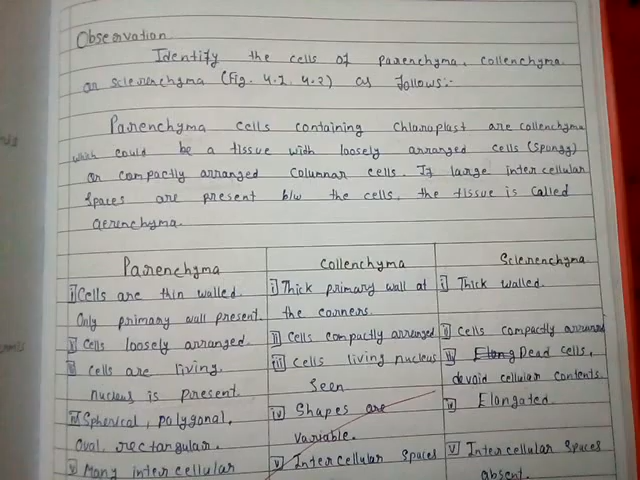 Observation
Identify the cells of parenchyma, collenchyma
or sclerenchyma (Fig. 4.1, 4.2) as follows:-
Parenchyma cells containing chloroplast are collenchyma
which could be a tissue with loosely arranged cells (spongy)
or compactly arranged columnar cells. If large intercellular
spaces are present b/w the cells, the tissue is called
aerenchyma.
Parenchyma
i) Cells are thin walled.
Only primary wall present.
ii) Cells loosely arranged.
iii) Cells are living,
nucleus is present.
iv) Spherical, polygonal,
oval, rectangular.
v) Many intercellular
Collenchyma
i) Thick primary wall at
the corners.
ii) Cells compactly arranged
iii) Cells living nucleus
seen
iv) Shapes are
variable.
v) Intercellular spaces
Sclerenchyma
i) Thick walled.
ii) Cells compactly arranged
iii) Elong Dead cells,
devoid cellular contents.
iv) Elongated.
v) Intercellular spaces
absent.